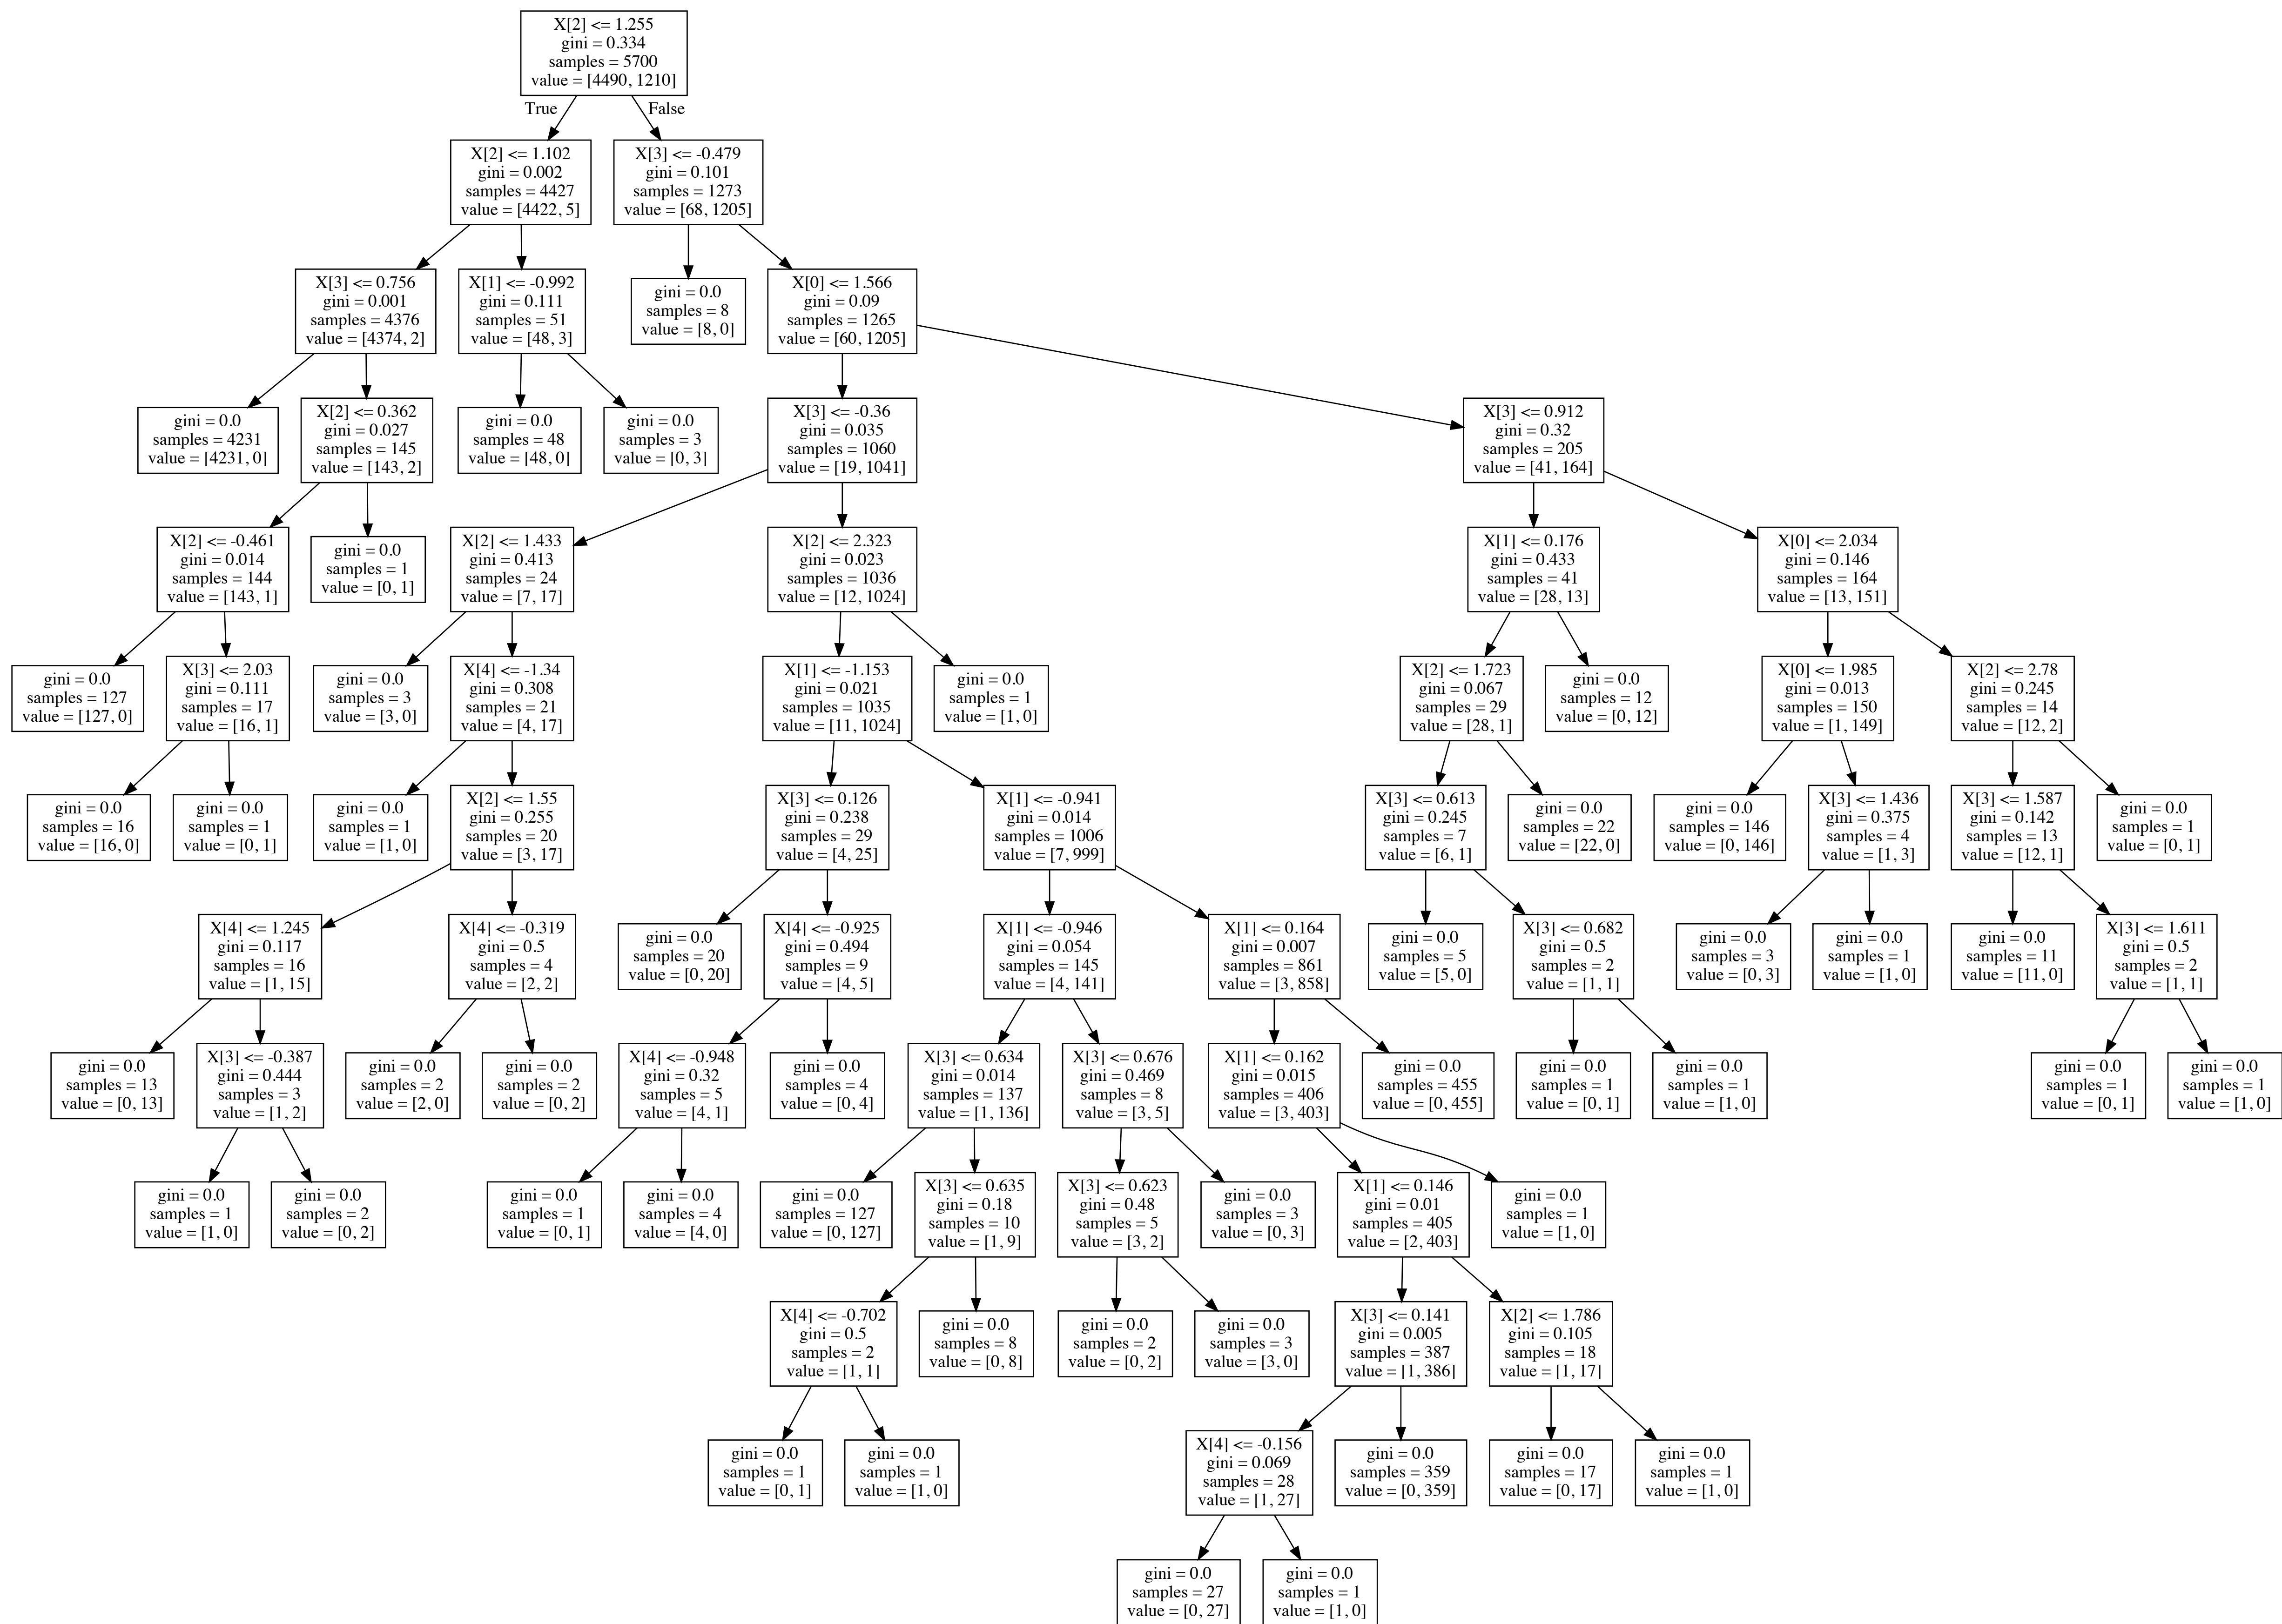 X[2] <= 1.255
gini = 0.334
samples = 5700
value = [4490, 1210]
True
False
X[2] <= 1.102
gini = 0.002
samples = 4427
value = [4422, 5]
X[3] <= -0.479
gini = 0.101
samples = 1273
value = [68, 1205]
X[3] <= 0.756
gini = 0.001
samples = 4376
value = [4374, 2]
X[1] <= -0.992
gini = 0.111
samples = 51
value = [48, 3]
gini = 0.0
samples = 8
value = [8, 0]
X[0] <= 1.566
gini = 0.09
samples = 1265
value = [60, 1205]
gini = 0.0
samples = 4231
value = [4231, 0]
X[2] <= 0.362
gini = 0.027
samples = 145
value = [143, 2]
gini = 0.0
samples = 48
value = [48, 0]
gini = 0.0
samples = 3
value = [0, 3]
X[3] <= -0.36
gini = 0.035
samples = 1060
value = [19, 1041]
X[3] <= 0.912
gini = 0.32
samples = 205
value = [41, 164]
X[2] <= -0.461
gini = 0.014
samples = 144
value = [143, 1]
gini = 0.0
samples = 1
value = [0, 1]
X[2] <= 1.433
gini = 0.413
samples = 24
value = [7, 17]
X[2] <= 2.323
gini = 0.023
samples = 1036
value = [12, 1024]
X[1] <= 0.176
gini = 0.433
samples = 41
value = [28, 13]
X[0] <= 2.034
gini = 0.146
samples = 164
value = [13, 151]
gini = 0.0
samples = 127
value = [127, 0]
X[3] <= 2.03
gini = 0.111
samples = 17
value = [16, 1]
gini = 0.0
samples = 3
value = [3, 0]
X[4] <= -1.34
gini = 0.308
samples = 21
value = [4, 17]
X[1] <= -1.153
gini = 0.021
samples = 1035
value = [11, 1024]
gini = 0.0
samples = 1
value = [1, 0]
X[2] <= 1.723
gini = 0.067
samples = 29
value = [28, 1]
gini = 0.0
samples = 12
value = [0, 12]
X[0] <= 1.985
gini = 0.013
samples = 150
value = [1, 149]
X[2] <= 2.78
gini = 0.245
samples = 14
value = [12, 2]
gini = 0.0
samples = 16
value = [16, 0]
gini = 0.0
samples = 1
value = [0, 1]
gini = 0.0
samples = 1
value = [1, 0]
X[2] <= 1.55
gini = 0.255
samples = 20
value = [3, 17]
X[3] <= 0.126
gini = 0.238
samples = 29
value = [4, 25]
X[1] <= -0.941
gini = 0.014
samples = 1006
value = [7, 999]
X[3] <= 0.613
gini = 0.245
samples = 7
value = [6, 1]
gini = 0.0
samples = 22
value = [22, 0]
gini = 0.0
samples = 146
value = [0, 146]
X[3] <= 1.436
gini = 0.375
samples = 4
value = [1, 3]
X[3] <= 1.587
gini = 0.142
samples = 13
value = [12, 1]
gini = 0.0
samples = 1
value = [0, 1]
X[4] <= 1.245
gini = 0.117
samples = 16
value = [1, 15]
X[4] <= -0.319
gini = 0.5
samples = 4
value = [2, 2]
gini = 0.0
samples = 20
value = [0, 20]
X[4] <= -0.925
gini = 0.494
samples = 9
value = [4, 5]
X[1] <= -0.946
gini = 0.054
samples = 145
value = [4, 141]
X[1] <= 0.164
gini = 0.007
samples = 861
value = [3, 858]
gini = 0.0
samples = 5
value = [5, 0]
X[3] <= 0.682
gini = 0.5
samples = 2
value = [1, 1]
gini = 0.0
samples = 3
value = [0, 3]
gini = 0.0
samples = 1
value = [1, 0]
gini = 0.0
samples = 11
value = [11, 0]
X[3] <= 1.611
gini = 0.5
samples = 2
value = [1, 1]
gini = 0.0
samples = 13
value = [0, 13]
X[3] <= -0.387
gini = 0.444
samples = 3
value = [1, 2]
gini = 0.0
samples = 2
value = [2, 0]
gini = 0.0
samples = 2
value = [0, 2]
X[4] <= -0.948
gini = 0.32
samples = 5
value = [4, 1]
gini = 0.0
samples = 4
value = [0, 4]
X[3] <= 0.634
gini = 0.014
samples = 137
value = [1, 136]
X[3] <= 0.676
gini = 0.469
samples = 8
value = [3, 5]
X[1] <= 0.162
gini = 0.015
samples = 406
value = [3, 403]
gini = 0.0
samples = 455
value = [0, 455]
gini = 0.0
samples = 1
value = [0, 1]
gini = 0.0
samples = 1
value = [1, 0]
gini = 0.0
samples = 1
value = [0, 1]
gini = 0.0
samples = 1
value = [1, 0]
gini = 0.0
samples = 1
value = [1, 0]
gini = 0.0
samples = 2
value = [0, 2]
gini = 0.0
samples = 1
value = [0, 1]
gini = 0.0
samples = 4
value = [4, 0]
gini = 0.0
samples = 127
value = [0, 127]
X[3] <= 0.635
gini = 0.18
samples = 10
value = [1, 9]
X[3] <= 0.623
gini = 0.48
samples = 5
value = [3, 2]
gini = 0.0
samples = 3
value = [0, 3]
X[1] <= 0.146
gini = 0.01
samples = 405
value = [2, 403]
gini = 0.0
samples = 1
value = [1, 0]
X[4] <= -0.702
gini = 0.5
samples = 2
value = [1, 1]
gini = 0.0
samples = 8
value = [0, 8]
gini = 0.0
samples = 2
value = [0, 2]
gini = 0.0
samples = 3
value = [3, 0]
X[3] <= 0.141
gini = 0.005
samples = 387
value = [1, 386]
X[2] <= 1.786
gini = 0.105
samples = 18
value = [1, 17]
gini = 0.0
samples = 1
value = [0, 1]
gini = 0.0
samples = 1
value = [1, 0]
X[4] <= -0.156
gini = 0.069
samples = 28
value = [1, 27]
gini = 0.0
samples = 359
value = [0, 359]
gini = 0.0
samples = 17
value = [0, 17]
gini = 0.0
samples = 1
value = [1, 0]
gini = 0.0
samples = 27
value = [0, 27]
gini = 0.0
samples = 1
value = [1, 0]